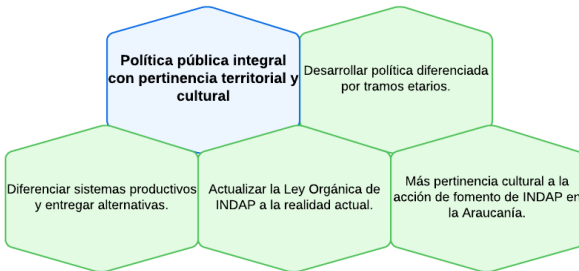 Política pública integral
con pertinencia territorial y
cultural
Desarrollar política diferenciada
por tramos etarios.
Diferenciar sistemas productivos
y entregar alternativas.
Actualizar la Ley Orgánica de
INDAP a la realidad actual.
Más pertinencia cultural a la
acción de fomento de INDAP en
la Araucanía.